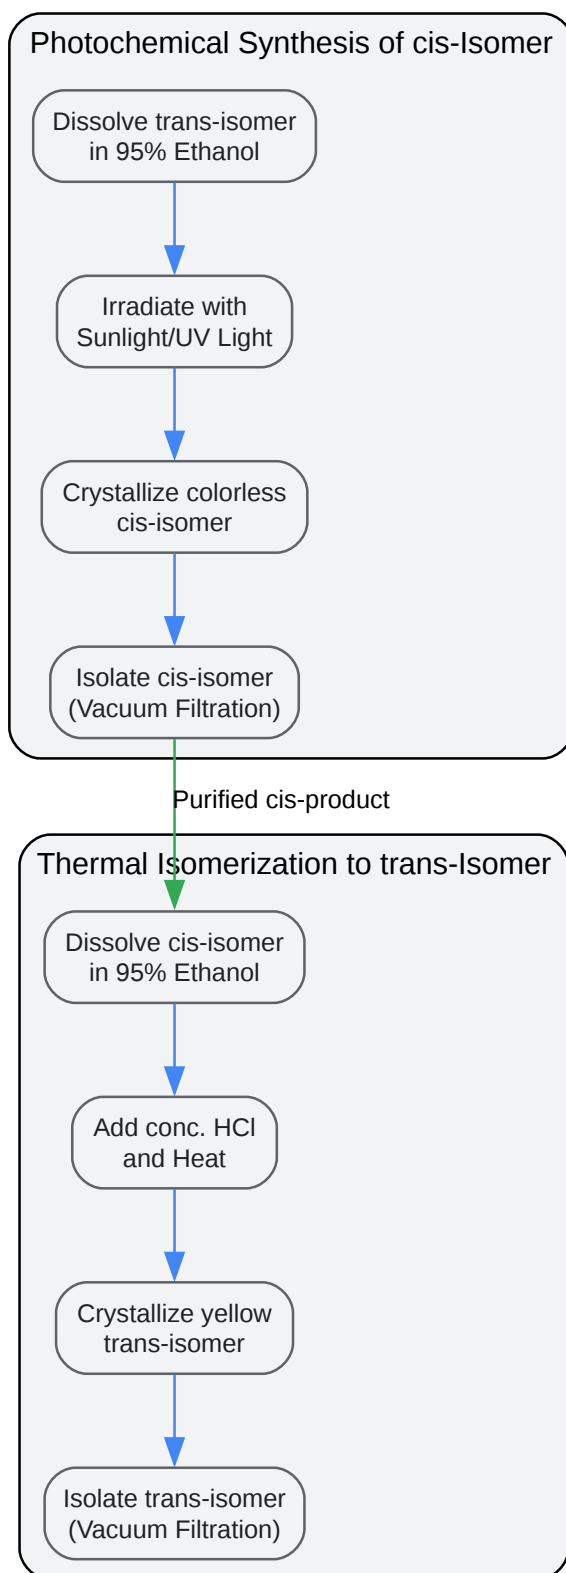 Photochemical Synthesis of cis-Isomer
Dissolve trans-isomer
in 95% Ethanol
Irradiate with
Sunlight/UV Light
Crystallize colorless
cis-isomer
Isolate cis-isomer
(Vacuum Filtration)
Purified cis-product
Thermal Isomerization to trans-Isomer
Dissolve cis-isomer
in 95% Ethanol
Add conc. HCl
and Heat
Crystallize yellow
trans-isomer
Isolate trans-isomer
(Vacuum Filtration)